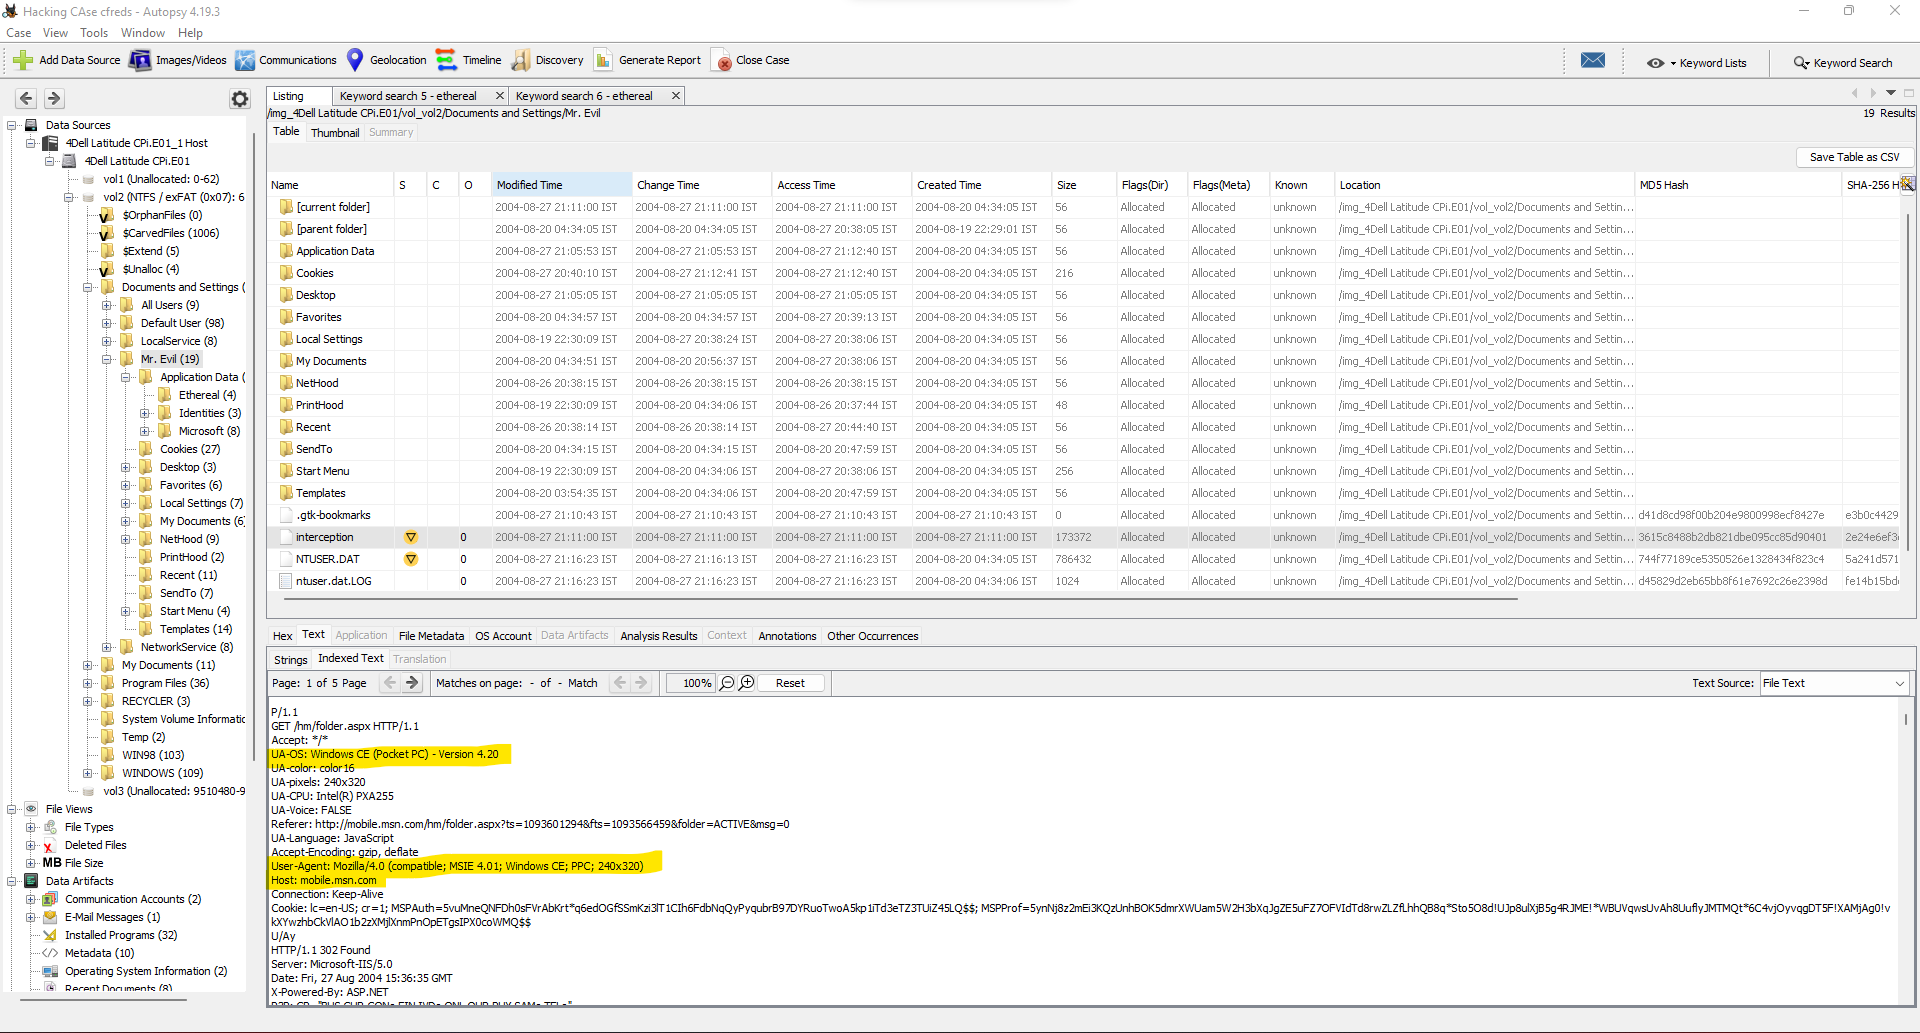 Hacking CAse cfreds - Autopsy 4.19.3
Case View Tools Window Help
Add Data Source Images/Videos Communications Geolocation Timeline Discovery Generate Report Close Case Keyword Lists Keyword Search
Listing Keyword search 5 - ethereal Keyword search 6 - ethereal
/img_4Dell Latitude CPi.E01/vol_vol2/Documents and Settings/Mr. Evil 19 Results
Table Thumbnail Summary
Save Table as CSV
Data Sources
4Dell Latitude CPi.E01_1 Host
4Dell Latitude CPi.E01
vol1 (Unallocated: 0-62)
vol2 (NTFS / exFAT (0x07): 6
$OrphanFiles (0)
$CarvedFiles (1006)
$Extend (5)
$Unalloc (4)
Documents and Settings (
All Users (9)
Default User (98)
LocalService (8)
Mr. Evil (19)
Application Data (
Ethereal (4)
Identities (3)
Microsoft (8)
Cookies (27)
Desktop (3)
Favorites (6)
Local Settings (7)
My Documents (6
NetHood (9)
PrintHood (2)
Recent (11)
SendTo (7)
Start Menu (4)
Templates (14)
NetworkService (8)
My Documents (11)
Program Files (36)
RECYCLER (3)
System Volume Informatio
Temp (2)
WIN98 (103)
WINDOWS (109)
vol3 (Unallocated: 9510480-9
File Views
File Types
Deleted Files
MB File Size
Data Artifacts
Communication Accounts (2)
E-Mail Messages (1)
Installed Programs (32)
Metadata (10)
Operating System Information (2)
Recent Documents (8)
Name S C O Modified Time Change Time Access Time Created Time Size Flags(Dir) Flags(Meta) Known Location MD5 Hash SHA-256 H
[current folder] 2004-08-27 21:11:00 IST 2004-08-27 21:11:00 IST 2004-08-27 21:11:00 IST 2004-08-20 04:34:05 IST 56 Allocated Allocated unknown /img_4Dell Latitude CPi.E01/vol_vol2/Documents and Settin...
[parent folder] 2004-08-20 04:34:05 IST 2004-08-20 04:34:05 IST 2004-08-27 20:38:05 IST 2004-08-19 22:29:01 IST 56 Allocated Allocated unknown /img_4Dell Latitude CPi.E01/vol_vol2/Documents and Settin...
Application Data 2004-08-27 21:05:53 IST 2004-08-27 21:05:53 IST 2004-08-27 21:12:40 IST 2004-08-20 04:34:05 IST 56 Allocated Allocated unknown /img_4Dell Latitude CPi.E01/vol_vol2/Documents and Settin...
Cookies 2004-08-27 20:40:10 IST 2004-08-27 21:12:41 IST 2004-08-27 21:12:40 IST 2004-08-20 04:34:05 IST 216 Allocated Allocated unknown /img_4Dell Latitude CPi.E01/vol_vol2/Documents and Settin...
Desktop 2004-08-27 21:05:05 IST 2004-08-27 21:05:05 IST 2004-08-27 21:05:05 IST 2004-08-20 04:34:05 IST 56 Allocated Allocated unknown /img_4Dell Latitude CPi.E01/vol_vol2/Documents and Settin...
Favorites 2004-08-20 04:34:57 IST 2004-08-20 04:34:57 IST 2004-08-27 20:39:13 IST 2004-08-20 04:34:05 IST 56 Allocated Allocated unknown /img_4Dell Latitude CPi.E01/vol_vol2/Documents and Settin...
Local Settings 2004-08-19 22:30:09 IST 2004-08-27 20:38:24 IST 2004-08-27 20:38:06 IST 2004-08-20 04:34:05 IST 56 Allocated Allocated unknown /img_4Dell Latitude CPi.E01/vol_vol2/Documents and Settin...
My Documents 2004-08-20 04:34:51 IST 2004-08-20 20:56:37 IST 2004-08-27 20:38:06 IST 2004-08-20 04:34:05 IST 56 Allocated Allocated unknown /img_4Dell Latitude CPi.E01/vol_vol2/Documents and Settin...
NetHood 2004-08-26 20:38:15 IST 2004-08-26 20:38:15 IST 2004-08-26 20:38:15 IST 2004-08-20 04:34:05 IST 56 Allocated Allocated unknown /img_4Dell Latitude CPi.E01/vol_vol2/Documents and Settin...
PrintHood 2004-08-19 22:30:09 IST 2004-08-20 04:34:06 IST 2004-08-26 20:37:44 IST 2004-08-20 04:34:05 IST 48 Allocated Allocated unknown /img_4Dell Latitude CPi.E01/vol_vol2/Documents and Settin...
Recent 2004-08-26 20:38:14 IST 2004-08-26 20:38:14 IST 2004-08-27 20:44:40 IST 2004-08-20 04:34:05 IST 56 Allocated Allocated unknown /img_4Dell Latitude CPi.E01/vol_vol2/Documents and Settin...
SendTo 2004-08-20 04:34:15 IST 2004-08-20 04:34:15 IST 2004-08-27 20:47:59 IST 2004-08-20 04:34:05 IST 56 Allocated Allocated unknown /img_4Dell Latitude CPi.E01/vol_vol2/Documents and Settin...
Start Menu 2004-08-19 22:30:09 IST 2004-08-20 04:34:06 IST 2004-08-27 20:38:06 IST 2004-08-20 04:34:05 IST 256 Allocated Allocated unknown /img_4Dell Latitude CPi.E01/vol_vol2/Documents and Settin...
Templates 2004-08-20 03:54:35 IST 2004-08-20 04:34:06 IST 2004-08-20 20:47:59 IST 2004-08-20 04:34:05 IST 56 Allocated Allocated unknown /img_4Dell Latitude CPi.E01/vol_vol2/Documents and Settin...
.gtk-bookmarks 2004-08-27 21:10:43 IST 2004-08-27 21:10:43 IST 2004-08-27 21:10:43 IST 2004-08-27 21:10:43 IST 0 Allocated Allocated unknown /img_4Dell Latitude CPi.E01/vol_vol2/Documents and Settin... d41d8cd98f00b204e9800998ecf8427e e3b0c4429
interception 0 2004-08-27 21:11:00 IST 2004-08-27 21:11:00 IST 2004-08-27 21:11:00 IST 2004-08-27 21:11:00 IST 173372 Allocated Allocated unknown /img_4Dell Latitude CPi.E01/vol_vol2/Documents and Settin... 3615c8488b2db821dbe095cc85d90401 2e24e6ef3
NTUSER.DAT 0 2004-08-27 21:16:23 IST 2004-08-27 21:16:13 IST 2004-08-27 21:16:23 IST 2004-08-20 04:34:05 IST 786432 Allocated Allocated unknown /img_4Dell Latitude CPi.E01/vol_vol2/Documents and Settin... 744f77189ce5350526e1328434f823c4 5a241d571
ntuser.dat.LOG 0 2004-08-27 21:16:23 IST 2004-08-27 21:16:23 IST 2004-08-27 21:16:23 IST 2004-08-20 04:34:06 IST 1024 Allocated Allocated unknown /img_4Dell Latitude CPi.E01/vol_vol2/Documents and Settin... d45829d2eb65bb8f61e7692c26e2398d fe14b15bd
Hex Text Application File Metadata OS Account Data Artifacts Analysis Results Context Annotations Other Occurrences
Strings Indexed Text Translation
Page: 1 of 5 Page Matches on page: - of - Match 100% Reset Text Source: File Text
P/1.1
GET /hm/folder.aspx HTTP/1.1
Accept: */*
UA-OS: Windows CE (Pocket PC) - Version 4.20
UA-color: color16
UA-pixels: 240x320
UA-CPU: Intel(R) PXA255
UA-Voice: FALSE
Referer: http://mobile.msn.com/hm/folder.aspx?ts=1093601294&fts=1093566459&folder=ACTIVE&msg=0
UA-Language: JavaScript
Accept-Encoding: gzip, deflate
User-Agent: Mozilla/4.0 (compatible; MSIE 4.01; Windows CE; PPC; 240x320)
Host: mobile.msn.com
Connection: Keep-Alive
Cookie: lc=en-US; cr=1; MSPAuth=5vuMneQNFDh0sFVrAbKrt*q6edOGfSSmKzi3lT1CIh6FdbNqQyPyqubrB97DYRuoTwoA5kp1iTd3eTZ3TUiZ45LQ$$; MSPProf=5ynNj8z2mEi3KQzUnhBOK5dmrXWUam5W2H3bXqJgZE5uFZ7OFVIdTd8rwZLZfLhhQB8q*Sto5O8d!UJp8ulXjB5g4RJME!*WBUVqwsUvAh8UuflyJMTMQt*6C4vjOyvqgDT5F!XAMjAg0!v
kXYwzhbCkVlAO1b2zXMjlXnmPnOpETgsIPX0coWMQ$$
U/Ay
HTTP/1.1 302 Found
Server: Microsoft-IIS/5.0
Date: Fri, 27 Aug 2004 15:36:35 GMT
X-Powered-By: ASP.NET